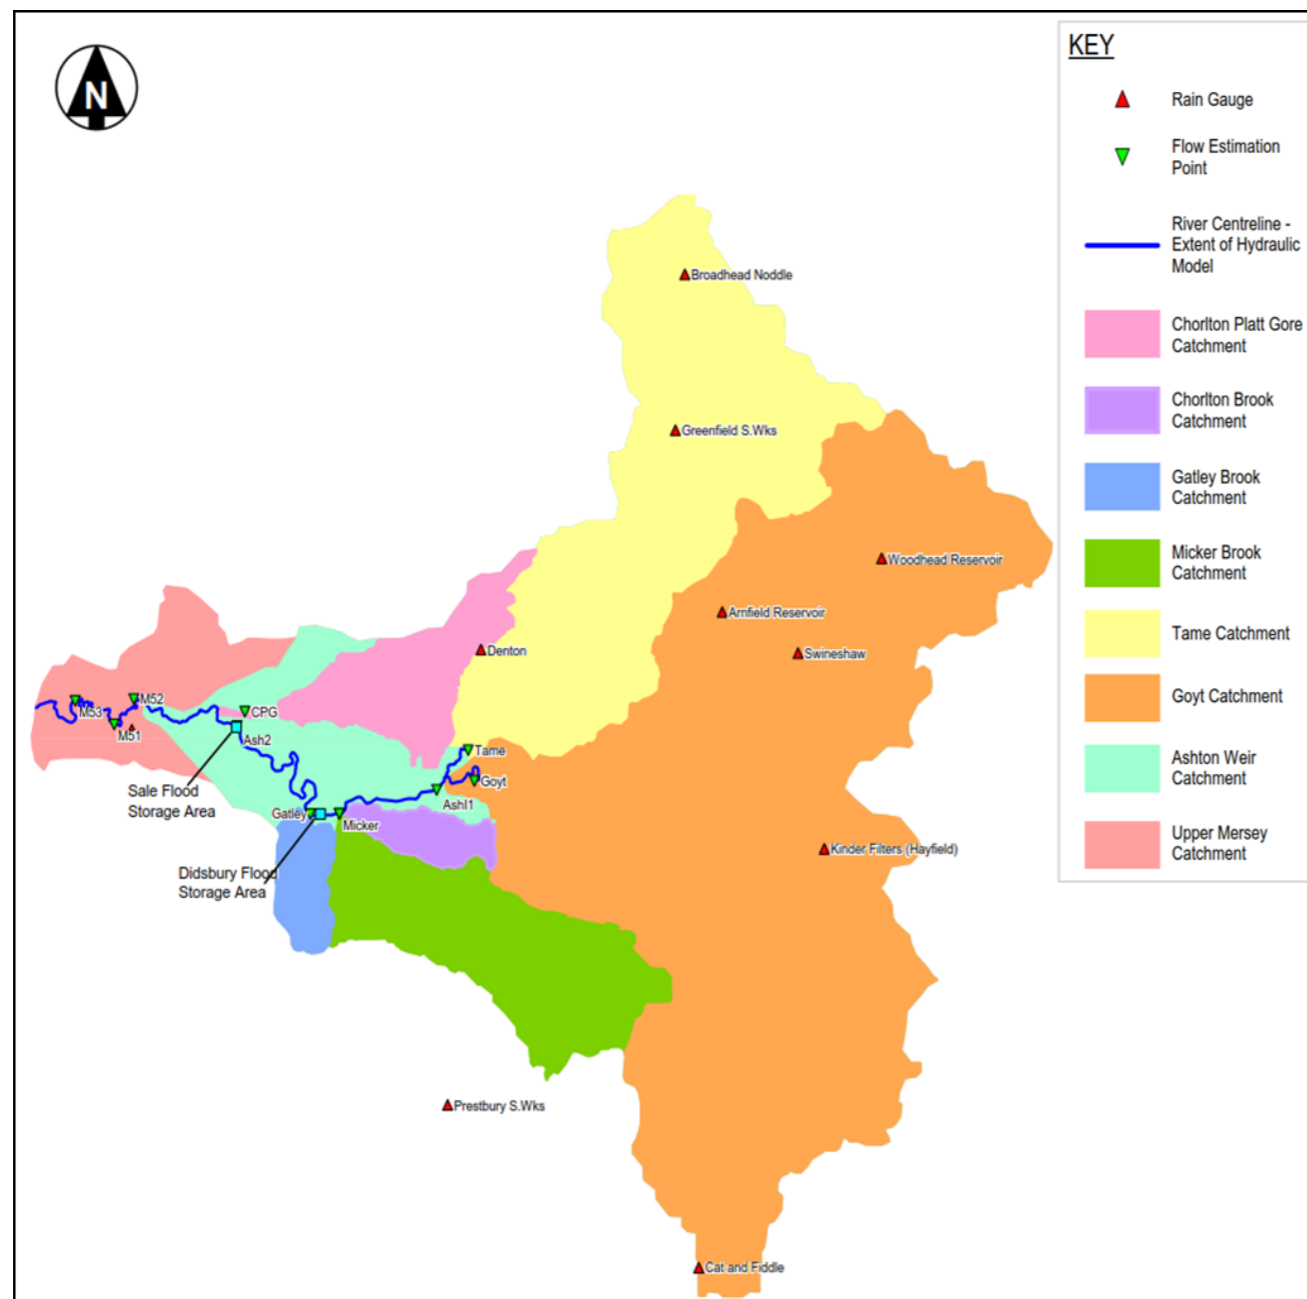 N
KEY
Rain Gauge
Flow Estimation
Point
River Centreline -
Extent of Hydraulic
Model
Chorlton Platt Gore
Catchment
Chorlton Brook
Catchment
Gatley Brook
Catchment
Micker Brook
Catchment
Tame Catchment
Goyt Catchment
Ashton Weir
Catchment
Upper Mersey
Catchment
Broadhead Noddle
Greenfield S.Wks
Woodhead Reservoir
Arnfield Reservoir
Swineshaw
Denton
M52
M53
M51
CPG
Ash2
Tame
Goyt
Ashl1
Sale Flood
Storage Area
Gatley
Micker
Didsbury Flood
Storage Area
Kinder Filters (Hayfield)
Prestbury S.Wks
Cat and Fiddle